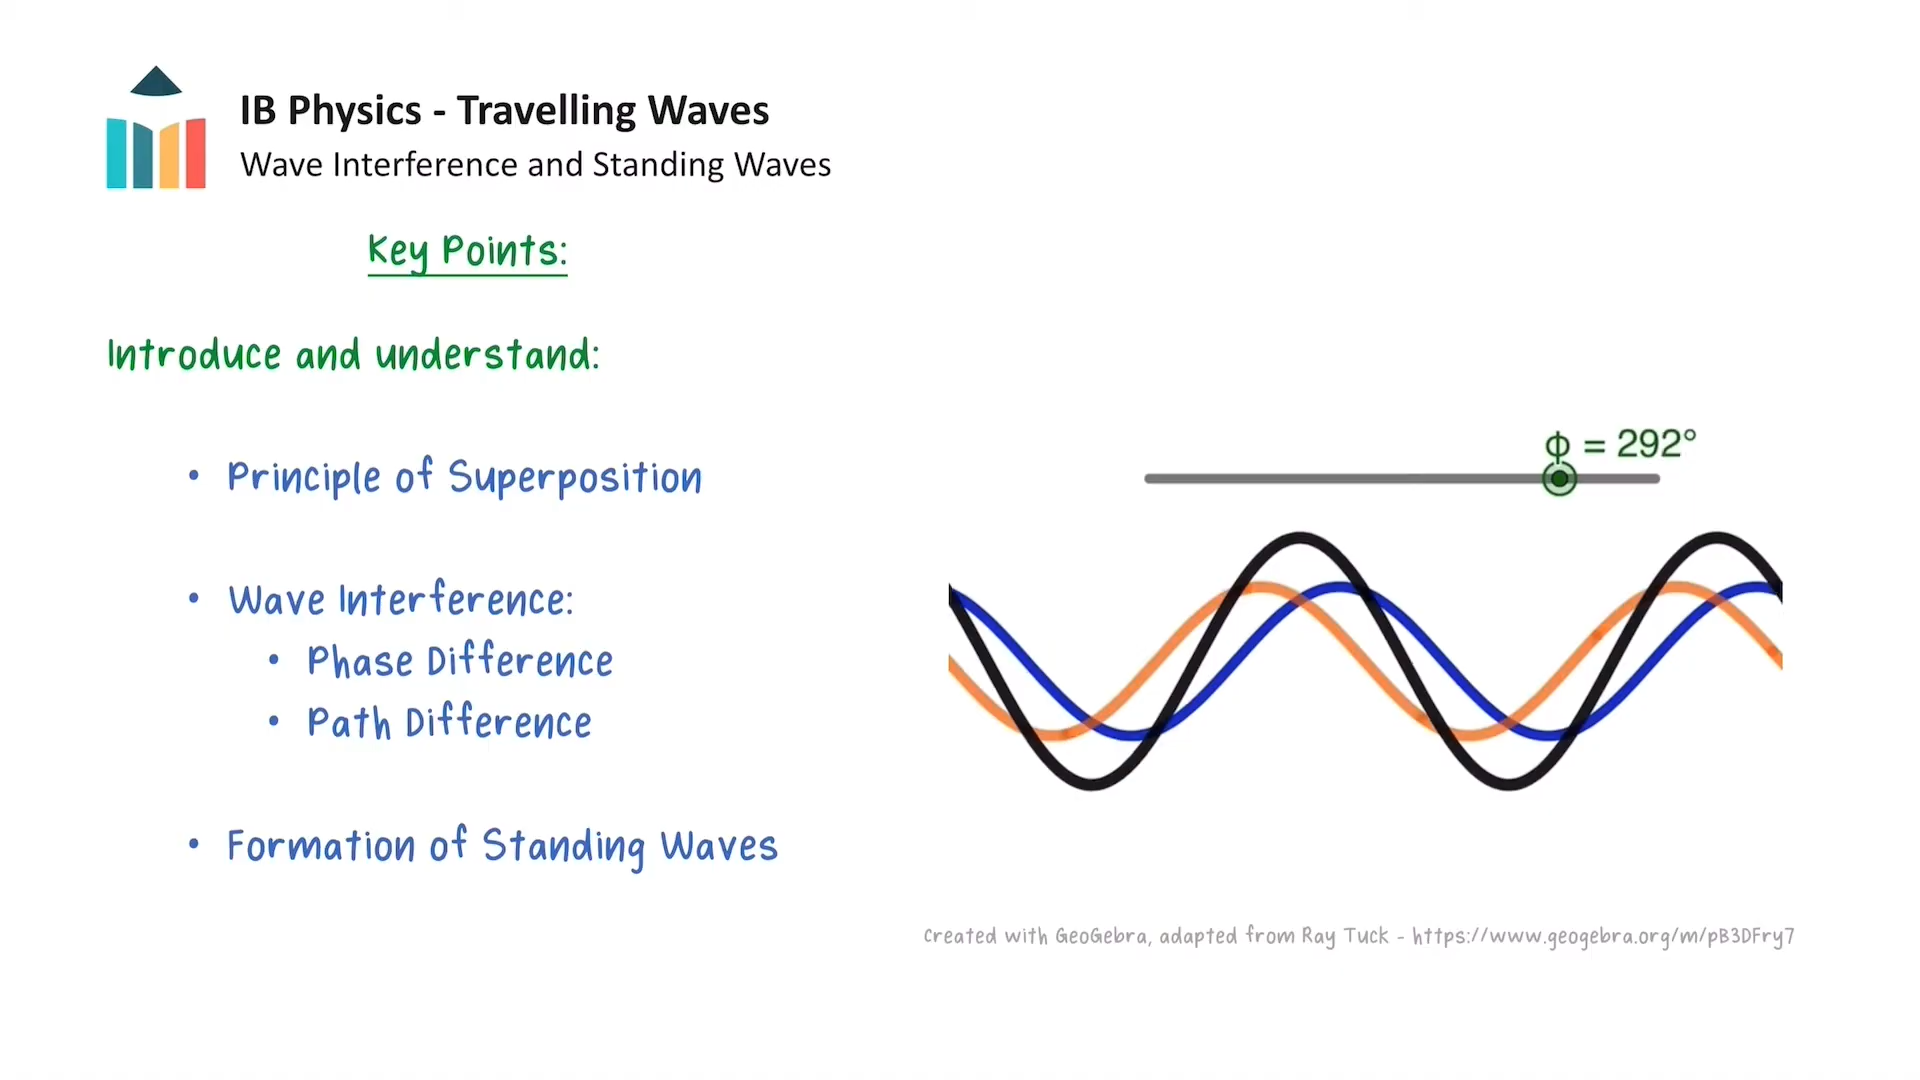 IB Physics - Travelling Waves
Wave Interference and Standing Waves
Key Points:
Introduce and understand:
• Principle of Superposition
• Wave Interference:
• Phase Difference
• Path Difference
• Formation of Standing Waves
ϕ = 292°
Created with GeoGebra, adapted from Ray Tuck - https://www.geogebra.org/m/pB3DFry7